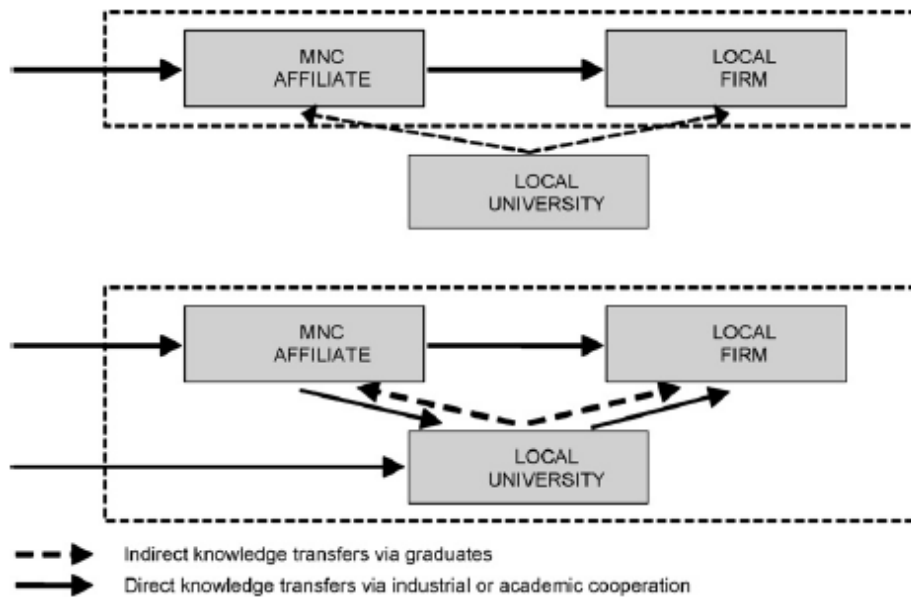 MNC
AFFILIATE
LOCAL
FIRM
LOCAL
UNIVERSITY
MNC
AFFILIATE
LOCAL
FIRM
LOCAL
UNIVERSITY
Indirect knowledge transfers via graduates
Direct knowledge transfers via industrial or academic cooperation